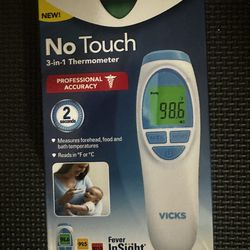 NEW!
No Touch
3-in-1 Thermometer
PROFESSIONAL
ACCURACY
2
seconds
• Measures forehead, food and
bath temperatures
• Reads in °F or °C
Body
98.6
VICKS
Fever
InSight